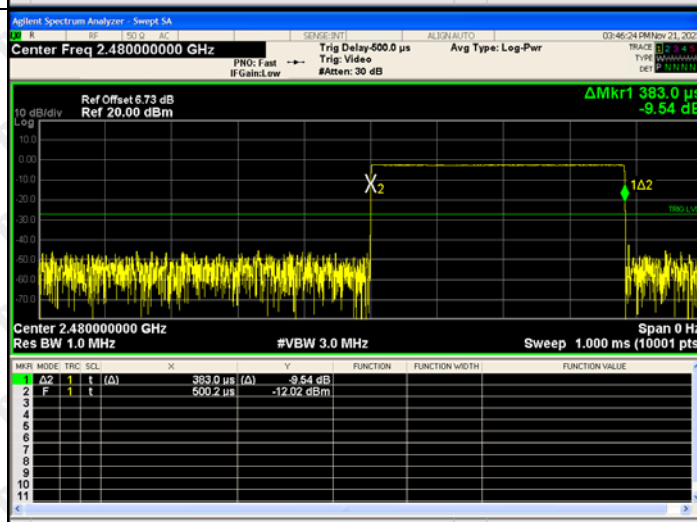 Agilent Spectrum Analyzer - Swept SA
R RF 50 Ω AC SENSE:INT ALIGN AUTO 03:46:24 PM Nov 21, 202
Center Freq 2.480000000 GHz Trig Delay-500.0 µs Avg Type: Log-Pwr TRACE 1 2 3 4 5
PNO: Fast Trig: Video TYPE
IFGain:Low #Atten: 30 dB DET P N N N N
ΔMkr1 383.0 µs
Ref Offset 6.73 dB -9.54 dB
10 dB/div Ref 20.00 dBm
Log
10.0
0.00
-10.0
2
1Δ2
-20.0
TRIG LVL
-30.0
-40.0
-50.0
-60.0
-70.0
Center 2.480000000 GHz Span 0 Hz
Res BW 1.0 MHz #VBW 3.0 MHz Sweep 1.000 ms (10001 pts
MKR MODE TRC SCL X Y FUNCTION FUNCTION WIDTH FUNCTION VALUE
1 Δ2 1 t (Δ) 383.0 µs (Δ) -9.54 dB
2 F 1 t 500.2 µs -12.02 dBm
3
4
5
6
7
8
9
10
11